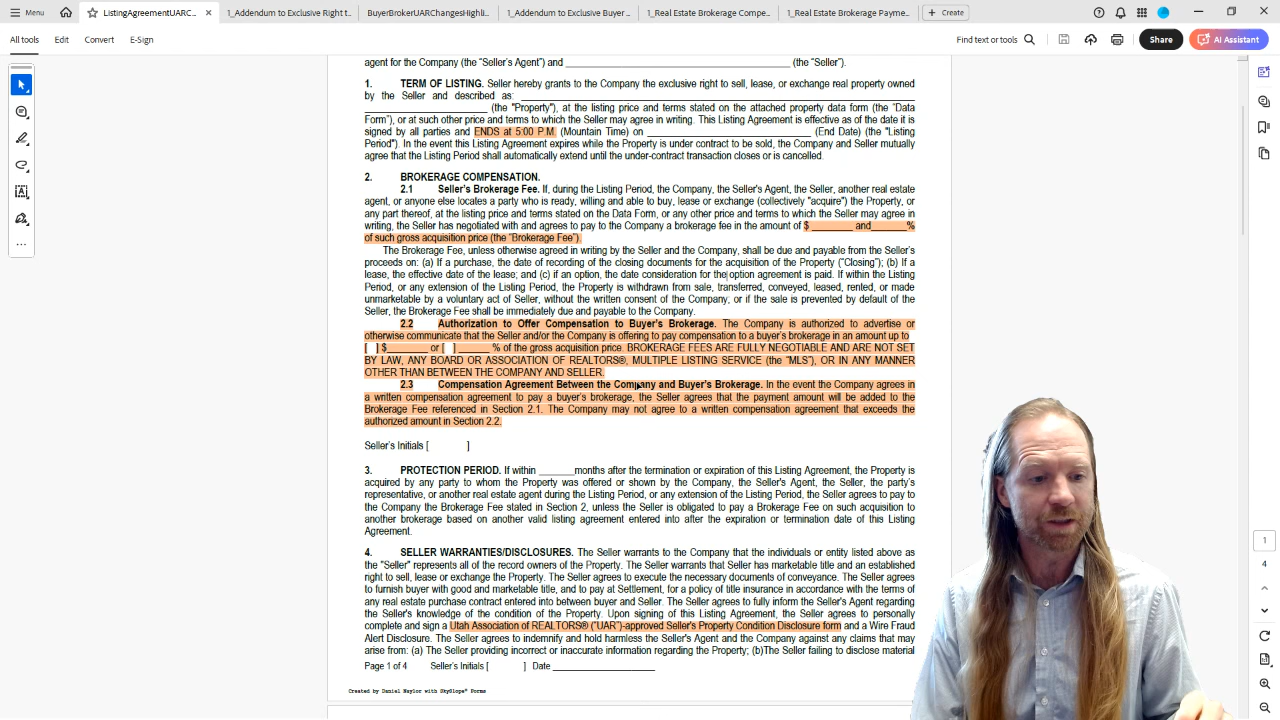 Menu
ListingAgreementUARC...
1_Addendum to Exclusive Right t...
BuyerBrokerUARChangesHighli...
1_Addendum to Exclusive Buyer ...
1_Real Estate Brokerage Compe...
1_Real Estate Brokerage Payme...
Create
All tools
Edit
Convert
E-Sign
Find text or tools
Share
AI Assistant
agent for the Company (the "Seller's Agent") and ________________________________________ (the "Seller").
1. TERM OF LISTING. Seller hereby grants to the Company the exclusive right to sell, lease, or exchange real property owned
by the Seller and described as: ________________________________________
____________________ (the "Property"), at the listing price and terms stated on the attached property data form (the "Data
Form"), or at such other price and terms to which the Seller may agree in writing. This Listing Agreement is effective as of the date it is
signed by all parties and ENDS at 5:00 P.M. (Mountain Time) on ______________________________ (End Date) (the "Listing
Period"). In the event this Listing Agreement expires while the Property is under contract to be sold, the Company and Seller mutually
agree that the Listing Period shall automatically extend until the under-contract transaction closes or is cancelled.
2. BROKERAGE COMPENSATION.
2.1 Seller's Brokerage Fee. If, during the Listing Period, the Company, the Seller's Agent, the Seller, another real estate
agent, or anyone else locates a party who is ready, willing and able to buy, lease or exchange (collectively "acquire") the Property, or
any part thereof, at the listing price and terms stated on the Data Form, or any other price and terms to which the Seller may agree in
writing, the Seller has negotiated with and agrees to pay to the Company a brokerage fee in the amount of $ ________ and_______%
of such gross acquisition price (the "Brokerage Fee").
The Brokerage Fee, unless otherwise agreed in writing by the Seller and the Company, shall be due and payable from the Seller's
proceeds on: (a) If a purchase, the date of recording of the closing documents for the acquisition of the Property ("Closing"); (b) If a
lease, the effective date of the lease; and (c) if an option, the date consideration for the option agreement is paid. If within the Listing
Period, or any extension of the Listing Period, the Property is withdrawn from sale, transferred, conveyed, leased, rented, or made
unmarketable by a voluntary act of Seller, without the written consent of the Company; or if the sale is prevented by default of the
Seller, the Brokerage Fee shall be immediately due and payable to the Company.
2.2 Authorization to Offer Compensation to Buyer's Brokerage. The Company is authorized to advertise or
otherwise communicate that the Seller and/or the Company is offering to pay compensation to a buyer's brokerage in an amount up to
[ ] $________ or [ ] ______% of the gross acquisition price. BROKERAGE FEES ARE FULLY NEGOTIABLE AND ARE NOT SET
BY LAW, ANY BOARD OR ASSOCIATION OF REALTORS®, MULTIPLE LISTING SERVICE (the "MLS"), OR IN ANY MANNER
OTHER THAN BETWEEN THE COMPANY AND SELLER.
2.3 Compensation Agreement Between the Company and Buyer's Brokerage. In the event the Company agrees in
a written compensation agreement to pay a buyer's brokerage, the Seller agrees that the payment amount will be added to the
Brokerage Fee referenced in Section 2.1. The Company may not agree to a written compensation agreement that exceeds the
authorized amount in Section 2.2.
Seller's Initials [ ]
3. PROTECTION PERIOD. If within _______months after the termination or expiration of this Listing Agreement, the Property is
acquired by any party to whom the Property was offered or shown by the Company, the Seller's Agent, the Seller, the party's
representative, or another real estate agent during the Listing Period, or any extension of the Listing Period, the Seller agrees to pay to
the Company the Brokerage Fee stated in Section 2, unless the Seller is obligated to pay a Brokerage Fee on such acquisition to
another brokerage based on another valid listing agreement entered into after the expiration or termination date of this Listing
Agreement.
4. SELLER WARRANTIES/DISCLOSURES. The Seller warrants to the Company that the individuals or entity listed above as
the "Seller" represents all of the record owners of the Property. The Seller warrants that Seller has marketable title and an established
right to sell, lease or exchange the Property. The Seller agrees to execute the necessary documents of conveyance. The Seller agrees
to furnish buyer with good and marketable title, and to pay at Settlement, for a policy of title insurance in accordance with the terms of
any real estate purchase contract entered into between buyer and Seller. The Seller agrees to fully inform the Seller's Agent regarding
the Seller's knowledge of the condition of the Property. Upon signing of this Listing Agreement, the Seller agrees to personally
complete and sign a Utah Association of REALTORS® ("UAR")-approved Seller's Property Condition Disclosure form and a Wire Fraud
Alert Disclosure. The Seller agrees to indemnify and hold harmless the Seller's Agent and the Company against any claims that may
arise from: (a) The Seller providing incorrect or inaccurate information regarding the Property; (b)The Seller failing to disclose material
Page 1 of 4 Seller's Initials [ ] Date ____________________
Created by Daniel Naylor with SkySlope® Forms
1
4